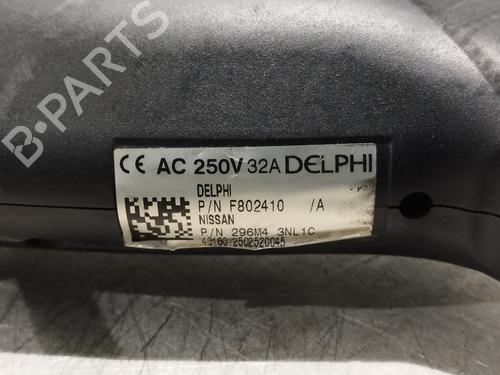 B-PARTS
CE AC 250V 32A DELPHI
DELPHI
P/N F802410 /A
NISSAN
P/N 296M4 3NL1C